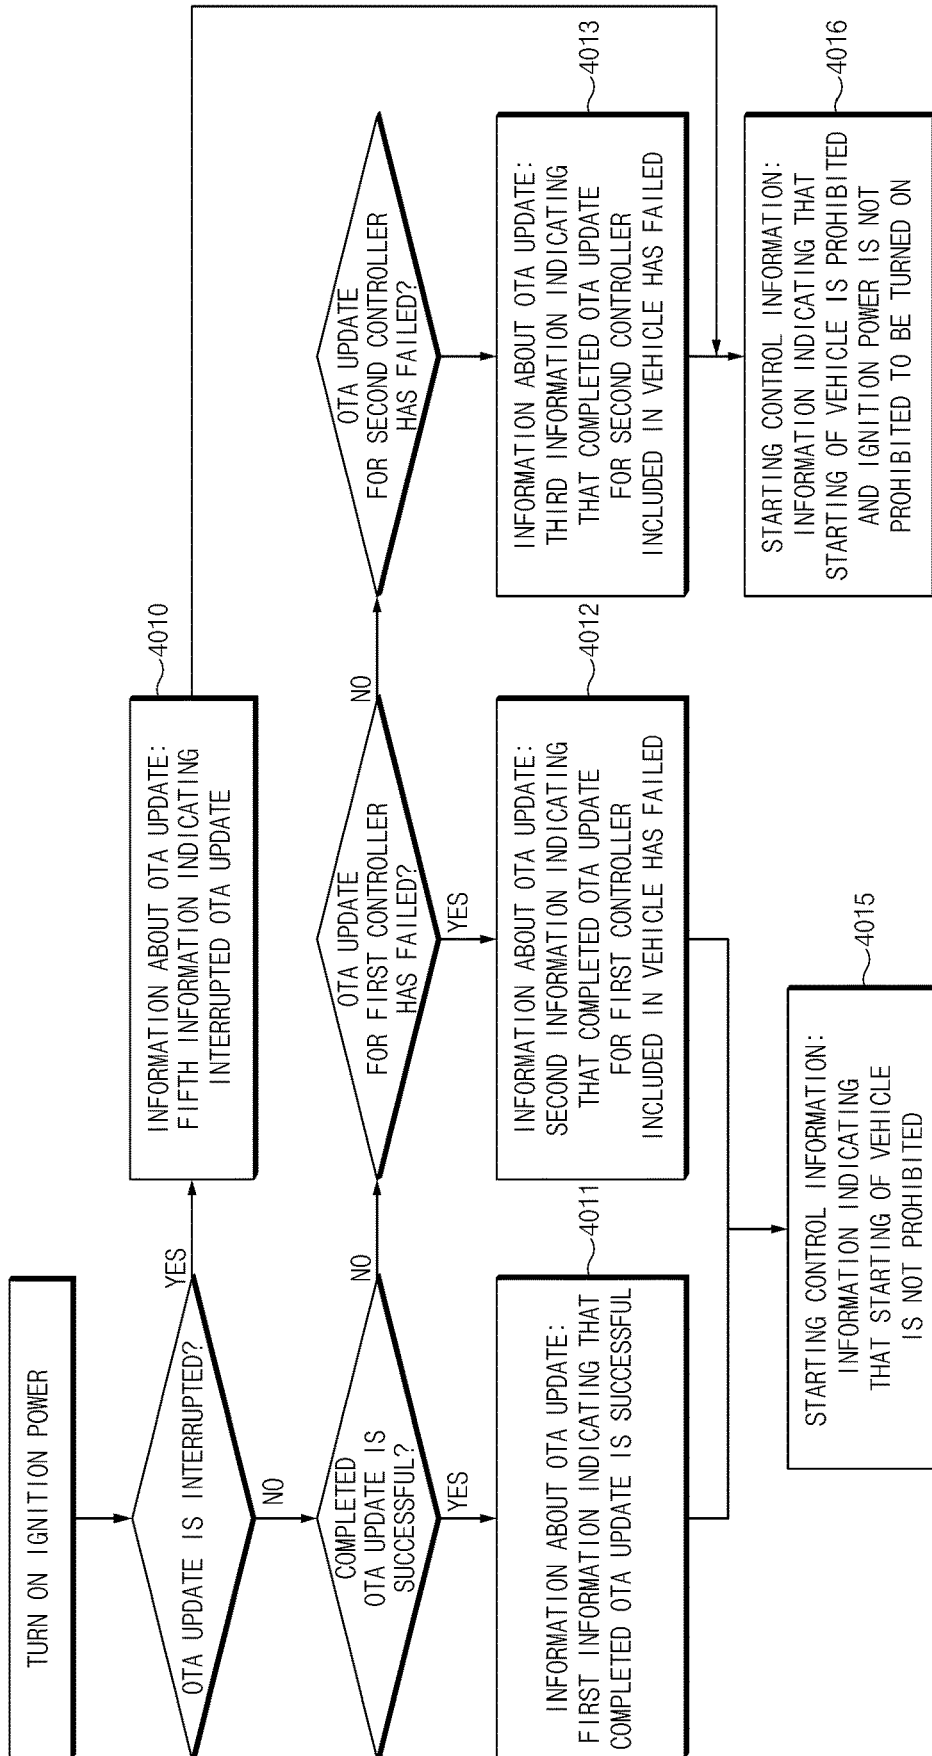 TURN ON IGNITION POWER
OTA UPDATE IS INTERRUPTED?
YES
NO
INFORMATION ABOUT OTA UPDATE:
FIFTH INFORMATION INDICATING
INTERRUPTED OTA UPDATE
4010
COMPLETED
OTA UPDATE IS
SUCCESSFUL?
NO
YES
OTA UPDATE
FOR FIRST CONTROLLER
HAS FAILED?
NO
YES
OTA UPDATE
FOR SECOND CONTROLLER
HAS FAILED?
INFORMATION ABOUT OTA UPDATE:
FIRST INFORMATION INDICATING THAT
COMPLETED OTA UPDATE IS SUCCESSFUL
4011
INFORMATION ABOUT OTA UPDATE:
SECOND INFORMATION INDICATING
THAT COMPLETED OTA UPDATE
FOR FIRST CONTROLLER
INCLUDED IN VEHICLE HAS FAILED
4012
INFORMATION ABOUT OTA UPDATE:
THIRD INFORMATION INDICATING
THAT COMPLETED OTA UPDATE
FOR SECOND CONTROLLER
INCLUDED IN VEHICLE HAS FAILED
4013
STARTING CONTROL INFORMATION:
INFORMATION INDICATING
THAT STARTING OF VEHICLE
IS NOT PROHIBITED
4015
STARTING CONTROL INFORMATION:
INFORMATION INDICATING THAT
STARTING OF VEHICLE IS PROHIBITED
AND IGNITION POWER IS NOT
PROHIBITED TO BE TURNED ON
4016